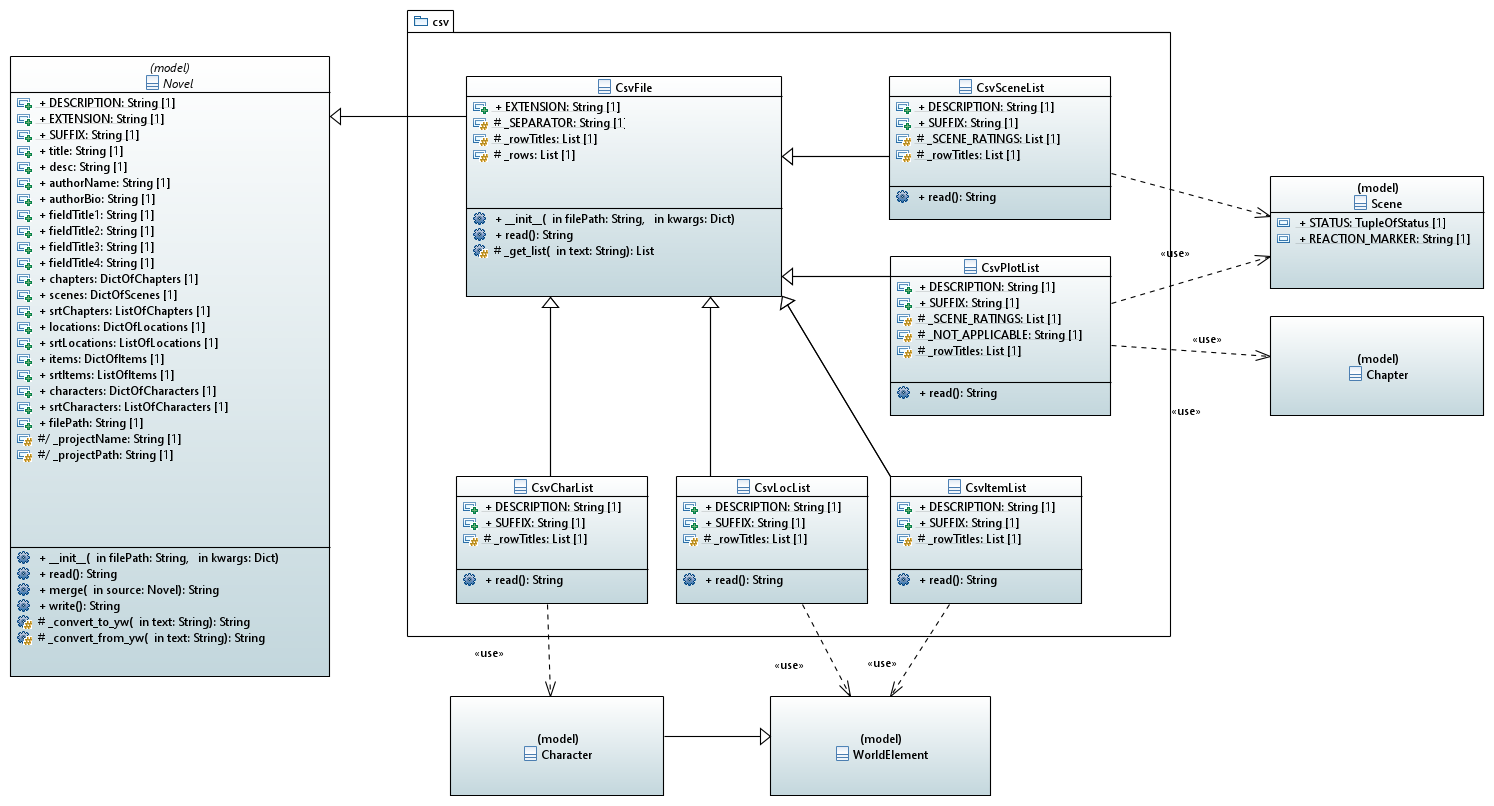 csv
(model)
Novel
+ DESCRIPTION: String [1]
+ EXTENSION: String [1]
+ SUFFIX: String [1]
+ title: String [1]
+ desc: String [1]
+ authorName: String [1]
+ authorBio: String [1]
+ fieldTitle1: String [1]
+ fieldTitle2: String [1]
+ fieldTitle3: String [1]
+ fieldTitle4: String [1]
+ chapters: DictOfChapters [1]
+ scenes: DictOfScenes [1]
+ srtChapters: ListOfChapters [1]
+ locations: DictOfLocations [1]
+ srtLocations: ListOfLocations [1]
+ items: DictOfItems [1]
+ srtItems: ListOfItems [1]
+ characters: DictOfCharacters [1]
+ srtCharacters: ListOfCharacters [1]
+ filePath: String [1]
#/ _projectName: String [1]
#/ _projectPath: String [1]
+ __init__( in filePath: String, in kwargs: Dict)
+ read(): String
+ merge( in source: Novel): String
+ write(): String
# _convert_to_yw( in text: String): String
# _convert_from_yw( in text: String): String
CsvFile
+ EXTENSION: String [1]
# _SEPARATOR: String [1]
# _rowTitles: List [1]
# _rows: List [1]
+ __init__( in filePath: String, in kwargs: Dict)
+ read(): String
# _get_list( in text: String): List
CsvSceneList
+ DESCRIPTION: String [1]
+ SUFFIX: String [1]
# _SCENE_RATINGS: List [1]
# _rowTitles: List [1]
+ read(): String
(model)
Scene
+ STATUS: TupleOfStatus [1]
+ REACTION_MARKER: String [1]
«use»
CsvPlotList
+ DESCRIPTION: String [1]
+ SUFFIX: String [1]
# _SCENE_RATINGS: List [1]
# _NOT_APPLICABLE: String [1]
# _rowTitles: List [1]
+ read(): String
«use»
(model)
Chapter
«use»
CsvCharList
+ DESCRIPTION: String [1]
+ SUFFIX: String [1]
# _rowTitles: List [1]
+ read(): String
CsvLocList
+ DESCRIPTION: String [1]
+ SUFFIX: String [1]
# _rowTitles: List [1]
+ read(): String
CsvItemList
+ DESCRIPTION: String [1]
+ SUFFIX: String [1]
# _rowTitles: List [1]
+ read(): String
«use»
«use»
«use»
(model)
Character
(model)
WorldElement